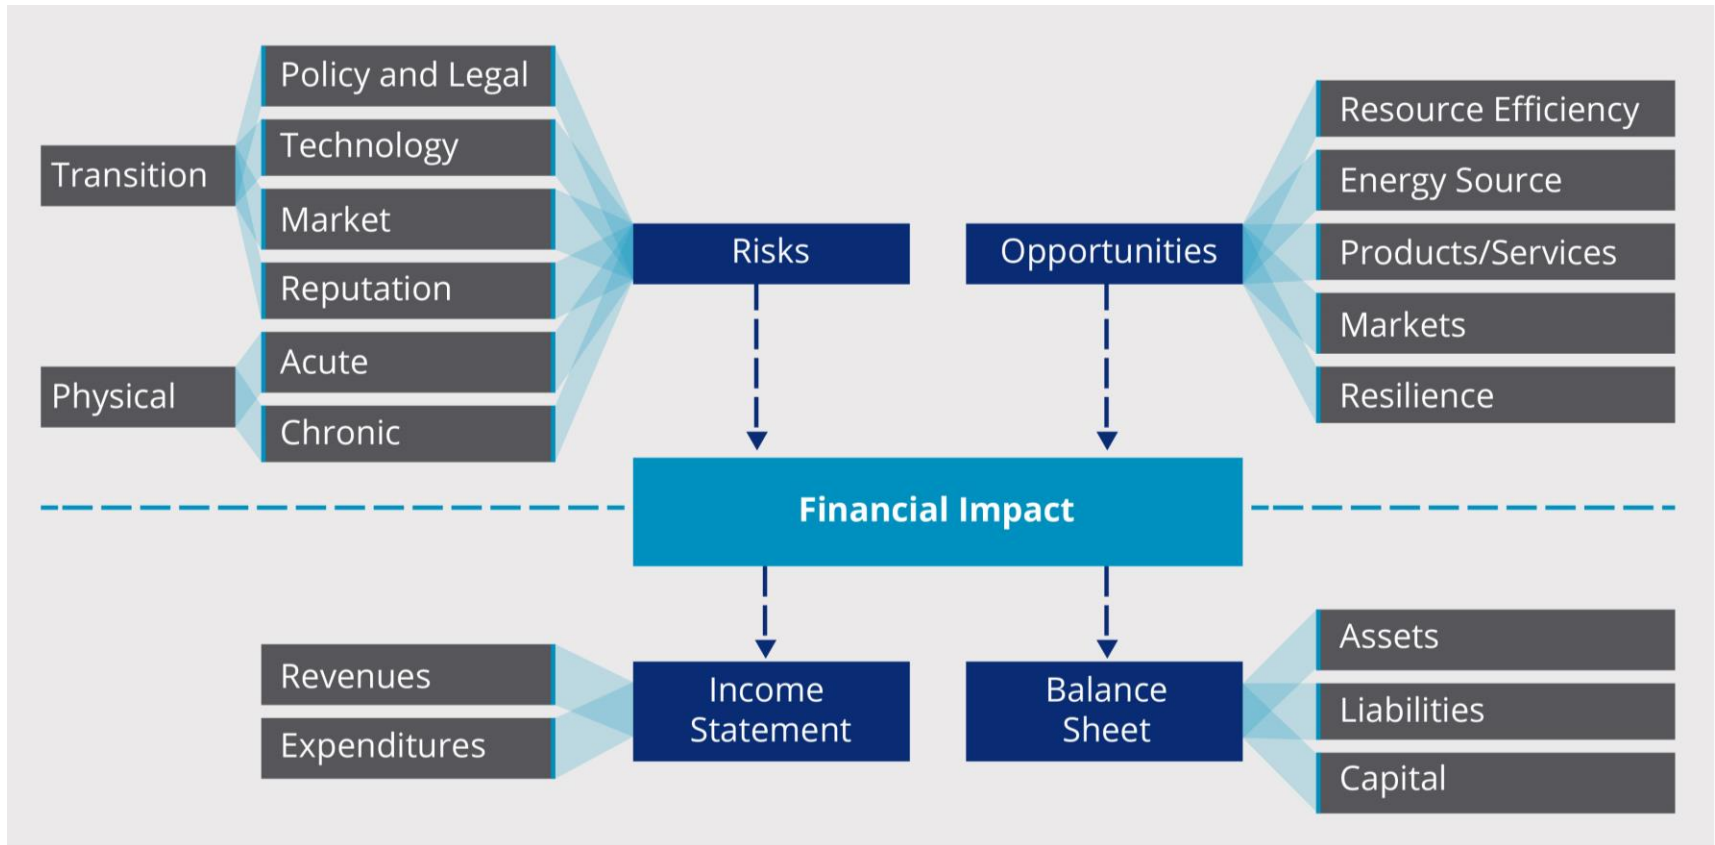 Transition
Policy and Legal
Technology
Market
Reputation
Physical
Acute
Chronic
Risks
Opportunities
Resource Efficiency
Energy Source
Products/Services
Markets
Resilience
Financial Impact
Revenues
Expenditures
Income
Statement
Balance
Sheet
Assets
Liabilities
Capital